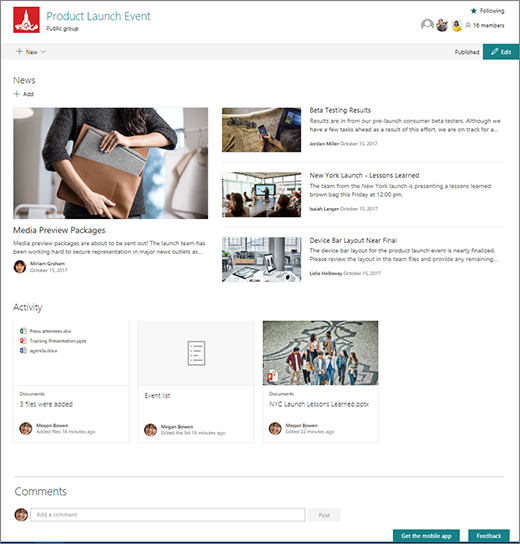 Product Launch Event
Public group
Following
16 members
New
Published
Edit
News
Add
Media Preview Packages
Media preview packages are about to be sent out! The launch team has
been working hard to secure representation in major news outlets as...
Miriam Graham
October 15, 2017
Beta Testing Results
Results are in from our pre-launch consumer beta testers. Although we
have a few tasks ahead as a result of this effort, we are on track for a...
Jordan Miller October 15, 2017
New York Launch - Lessons Learned
The team from the New York launch is presenting a lessons learned
brown bag this Friday at 12:00 pm.
Isaiah Langer October 15, 2017
Device Bar Layout Near Final
The device bar layout for the product launch event is nearly finalized.
Please review the layout in the team files and provide any remaining...
Lidia Holloway October 15, 2017
Activity
Press attentees.xlsx
Training Presentation.pptx
agenda.docx
Documents
3 files were added
Megan Bowen
Added files 14 minutes ago
Event list
Megan Bowen
Edited the list 16 minutes ago
Documents
NYC Launch Lessons Learned.pptx
Megan Bowen
Edited 22 minutes ago
Comments
Add a comment
Post
Get the mobile app
Feedback